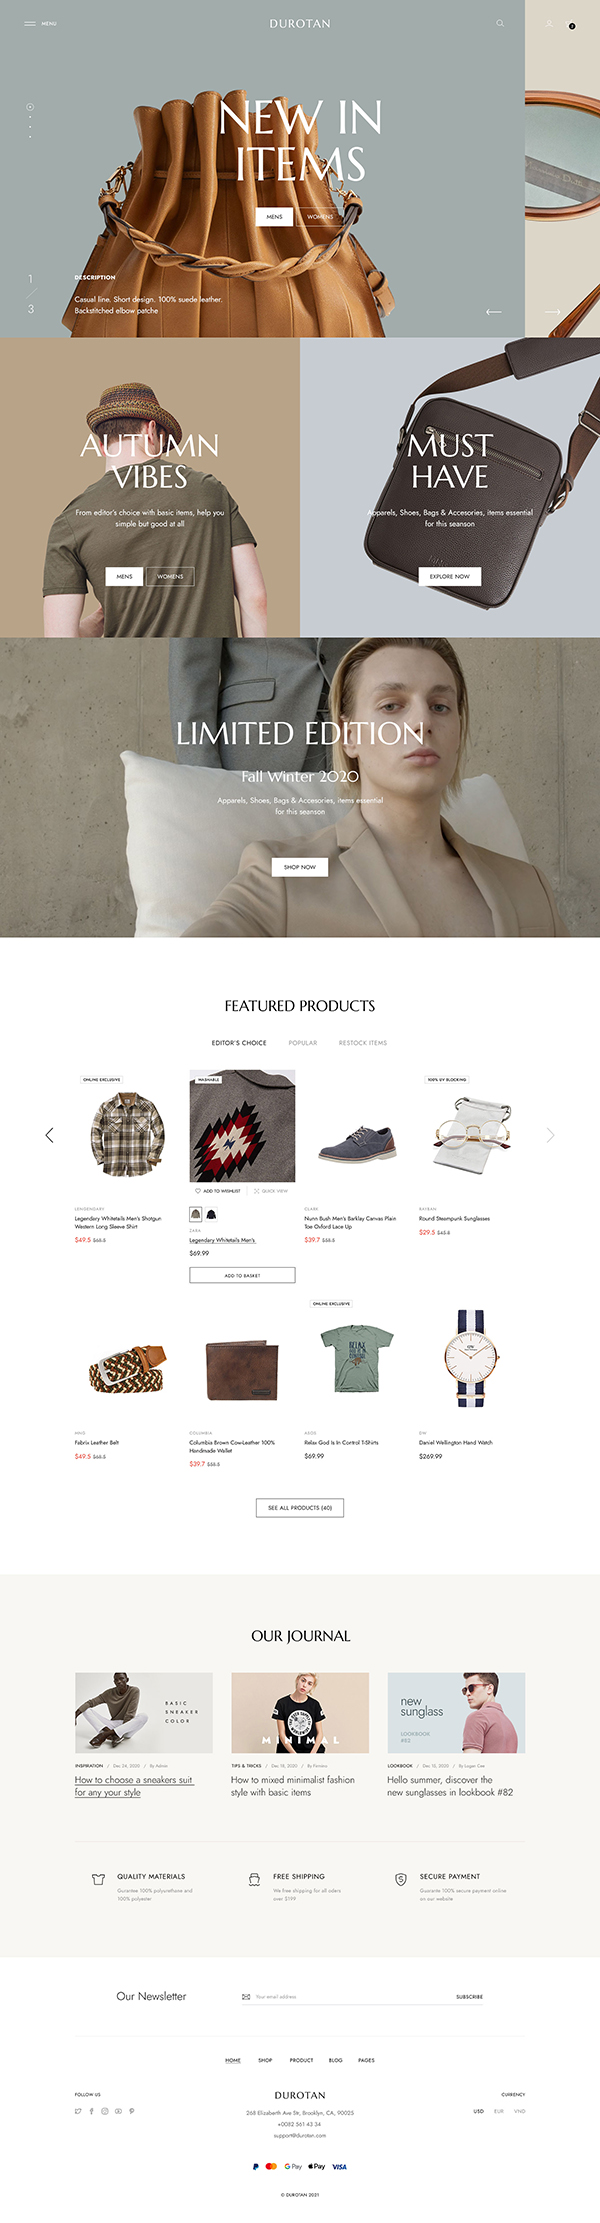 MENU
DUROTAN
2
NEW IN
ITEMS
MENS
WOMENS
1
3
DESCRIPTION
Casual line. Short design. 100% suede leather.
Backstitched elbow patche
AUTUMN
VIBES
From editor's choice with basic items, help you
simple but good at all
MENS
WOMENS
MUST
HAVE
Apparels, Shoes, Bags & Accesories, items essential
for this seanson
EXPLORE NOW
LIMITED EDITION
Fall Winter 2020
Apparels, Shoes, Bags & Accesories, items essential
for this seanson
SHOP NOW
FEATURED PRODUCTS
EDITOR'S CHOICE
POPULAR
RESTOCK ITEMS
ONLINE EXCLUSIVE
WASHABLE
100% UV BLOCKING
ADD TO WISHLIST
QUICK VIEW
LENGENDARY
Legendary Whitetails Men's Shotgun
Western Long Sleeve Shirt
$49.5 $68.5
ZARA
Legendary Whitetails Men's
$69.99
ADD TO BASKET
CLARK
Nunn Bush Men's Barklay Canvas Plain
Toe Oxford Lace Up
$39.7 $58.5
RAYBAN
Round Steampunk Sunglasses
$29.5 $43.5
ONLINE EXCLUSIVE
RELAX
Fabrix Leather Belt
$49.5 $68.5
COLUMBIA
Columbia Brown Cow-Leather 100%
Handmade Wallet
$39.7 $58.5
ASOS
Relax God Is In Control T-Shirts
$69.99
DW
Daniel Wellington Hand Watch
$269.99
SEE ALL PRODUCTS (40)
OUR JOURNAL
BASIC
SNEAKER
COLOR
MINIMAL
new
sunglass
LOOKBOOK
#82
INSPIRATION / Dec 24, 2020 / By Admin
How to choose a sneakers suit
for any your style
TIPS & TRICKS / Dec 19, 2020 / By Fiminia
How to mixed minimalist fashion
style with basic items
LOOKBOOK / Dec 10, 2020 / By Logan Cee
Hello summer, discover the
new sunglasses in lookbook #82
QUALITY MATERIALS
Gurantee 100% polyurethane and
100% polyester
FREE SHIPPING
We free shipping for all oders
over $199
SECURE PAYMENT
Guarante 100% secure payment online
on our website
Our Newsletter
Your email address
SUBSCRIBE
HOME
SHOP
PRODUCT
BLOG
PAGES
FOLLOW US
DUROTAN
268 Elizaberth Ave Str, Brooklyn, CA, 90025
+0082 561 43 34
support@durotan.com
CURRENCY
USD
EUR
VND
G Pay
Pay
VISA
© DUROTAN 2021